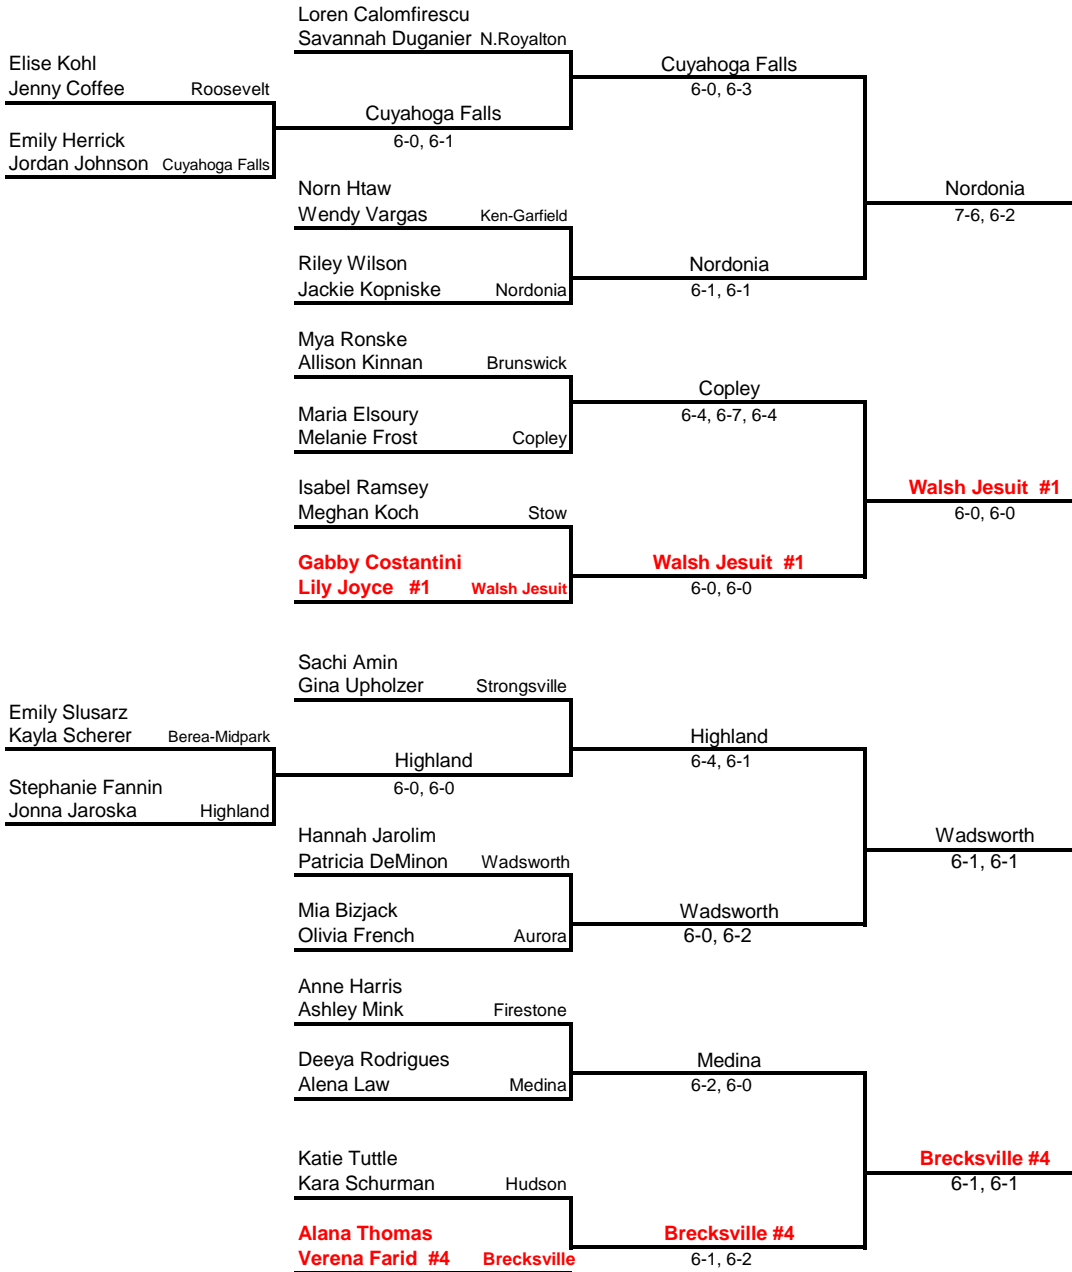 Loren Calomfirescu
Savannah Duganier N.Royalton
Elise Kohl
Jenny Coffee Roosevelt
Cuyahoga Falls
6-0, 6-3
Cuyahoga Falls
6-0, 6-1
Emily Herrick
Jordan Johnson Cuyahoga Falls
Norn Htaw
Wendy Vargas Ken-Garfield
Nordonia
7-6, 6-2
Riley Wilson
Jackie Kopniske Nordonia
Nordonia
6-1, 6-1
Mya Ronske
Allison Kinnan Brunswick
Copley
6-4, 6-7, 6-4
Maria Elsoury
Melanie Frost Copley
Isabel Ramsey
Meghan Koch Stow
Walsh Jesuit #1
6-0, 6-0
Gabby Costantini
Lily Joyce #1 Walsh Jesuit
Walsh Jesuit #1
6-0, 6-0
Sachi Amin
Gina Upholzer Strongsville
Emily Slusarz
Kayla Scherer Berea-Midpark
Highland
6-4, 6-1
Highland
6-0, 6-0
Stephanie Fannin
Jonna Jaroska Highland
Hannah Jarolim
Patricia DeMinon Wadsworth
Wadsworth
6-1, 6-1
Mia Bizjack
Olivia French Aurora
Wadsworth
6-0, 6-2
Anne Harris
Ashley Mink Firestone
Deeya Rodrigues
Alena Law Medina
Medina
6-2, 6-0
Katie Tuttle
Kara Schurman Hudson
Brecksville #4
6-1, 6-1
Alana Thomas
Verena Farid #4 Brecksville
Brecksville #4
6-1, 6-2